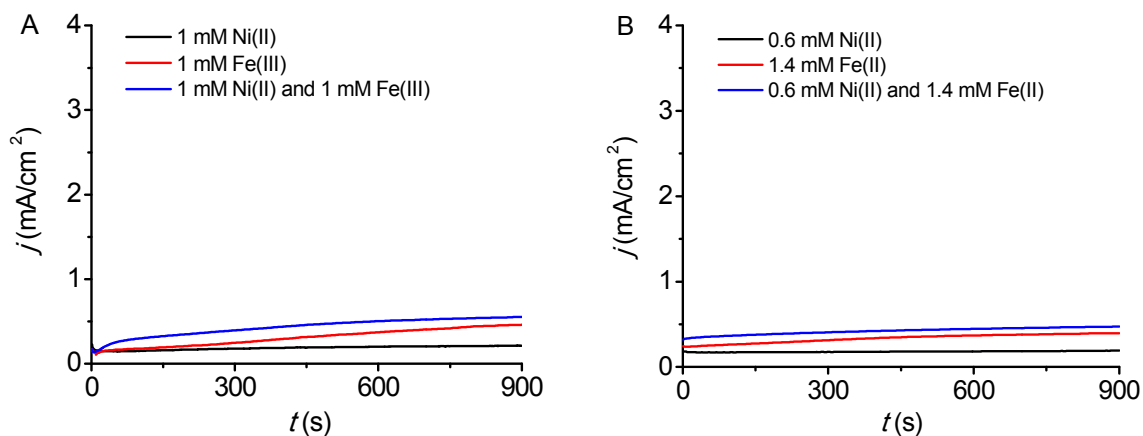 A
1 mM Ni(II)
1 mM Fe(III)
1 mM Ni(II) and 1 mM Fe(III)
4
3
2
1
0
j (mA/cm²)
0 300 600 900
t (s)
B
0.6 mM Ni(II)
1.4 mM Fe(II)
0.6 mM Ni(II) and 1.4 mM Fe(II)
4
3
2
1
0
j (mA/cm²)
0 300 600 900
t (s)